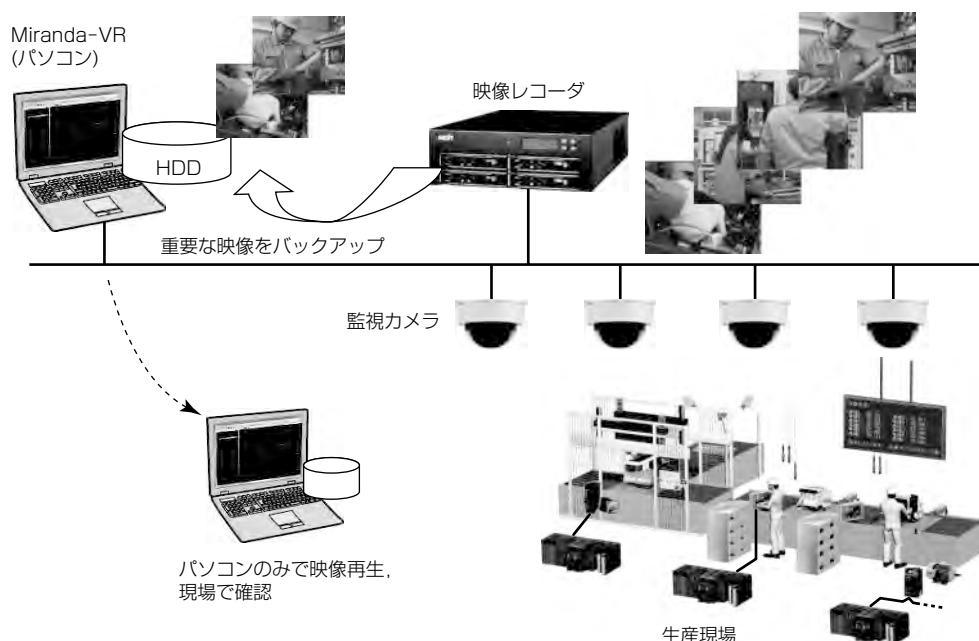 Miranda-VR
(パソコン)
映像レコーダ
HDD
重要な映像をバックアップ
監視カメラ
パソコンのみで映像再生,
現場で確認
生産現場